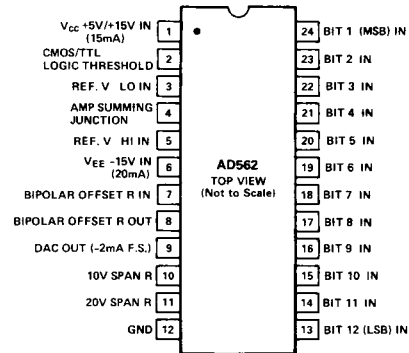 VCC +5V/+15V IN
(15mA)
1
CMOS/TTL
LOGIC THRESHOLD
2
REF. V LO IN
3
AMP SUMMING
JUNCTION
4
REF. V HI IN
5
VEE -15V IN
(20mA)
6
BIPOLAR OFFSET R IN
7
BIPOLAR OFFSET R OUT
8
DAC OUT (-2mA F.S.)
9
10V SPAN R
10
20V SPAN R
11
GND
12
AD562
TOP VIEW
(Not to Scale)
24 BIT 1 (MSB) IN
23 BIT 2 IN
22 BIT 3 IN
21 BIT 4 IN
20 BIT 5 IN
19 BIT 6 IN
18 BIT 7 IN
17 BIT 8 IN
16 BIT 9 IN
15 BIT 10 IN
14 BIT 11 IN
13 BIT 12 (LSB) IN